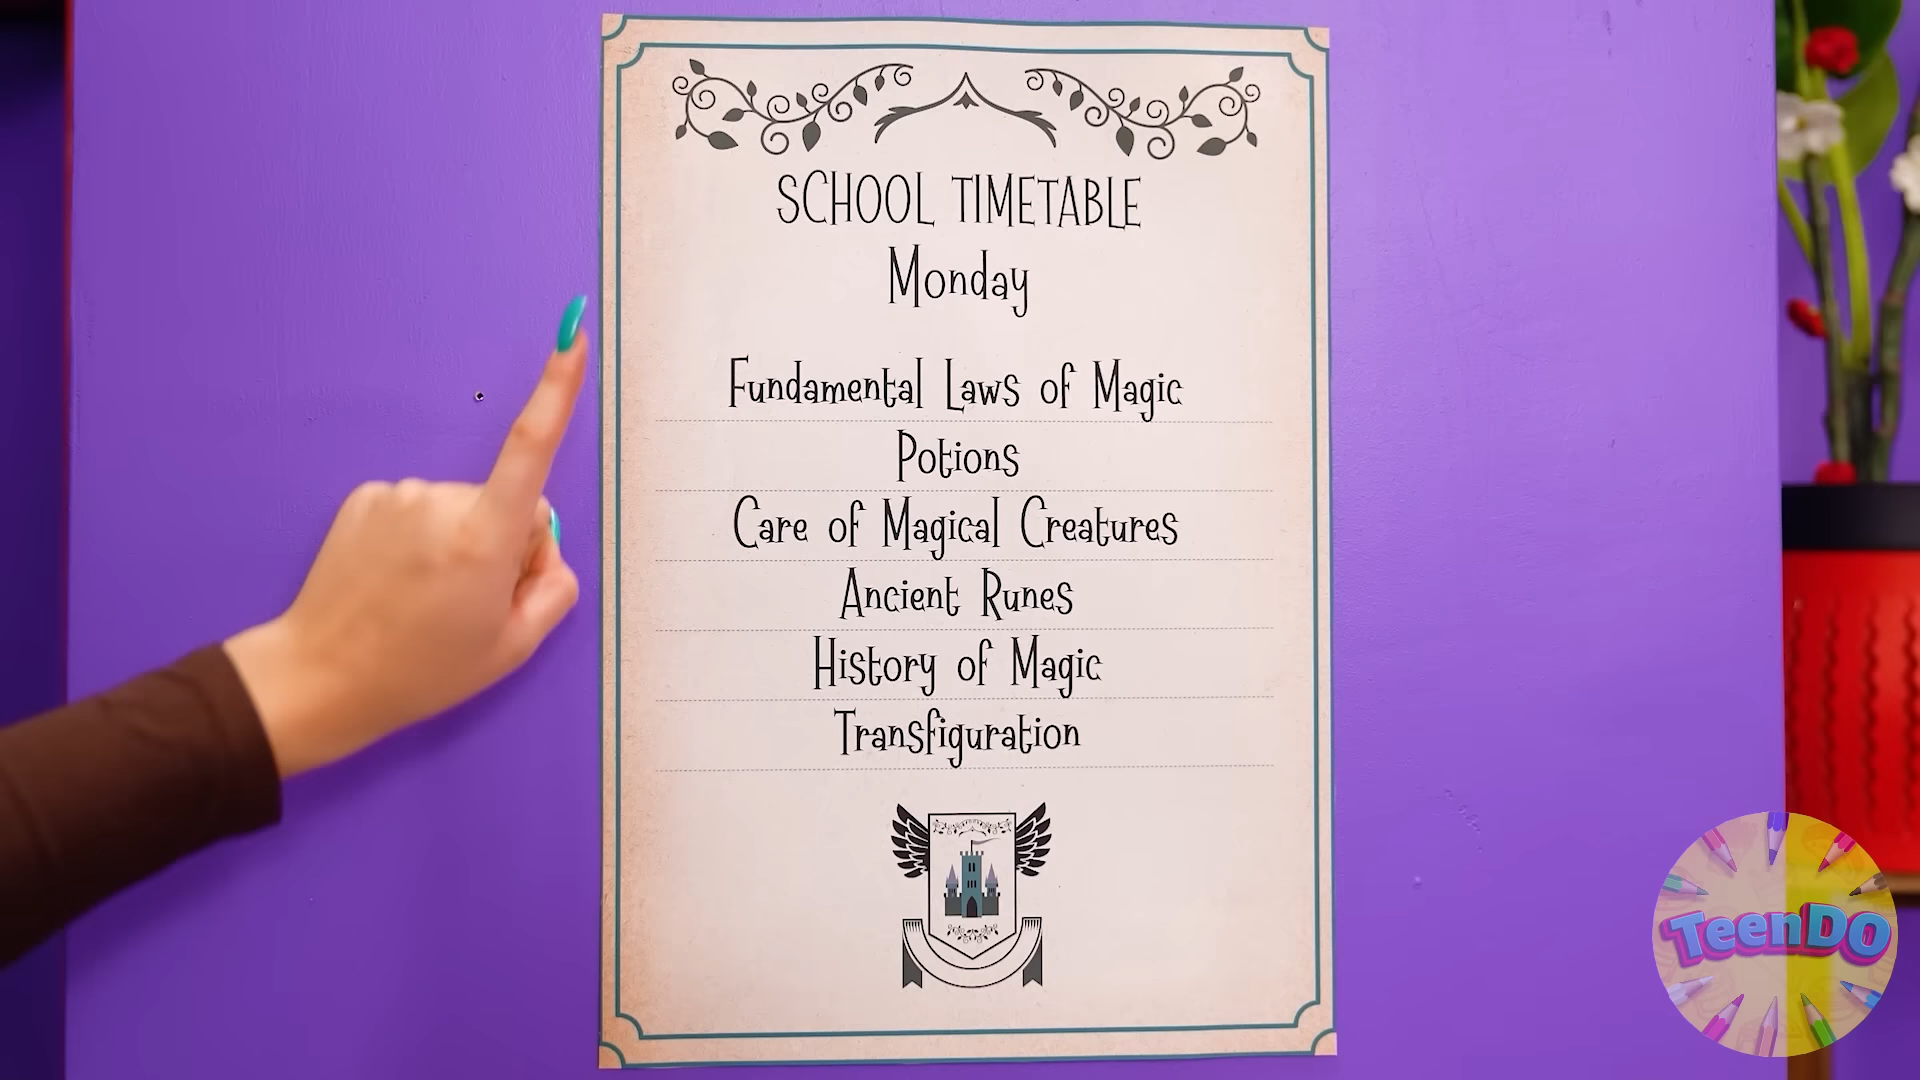 SCHOOL TIMETABLE
Monday
Fundamental Laws of Magic
Potions
Care of Magical Creatures
Ancient Runes
History of Magic
Transfiguration
TeenDO